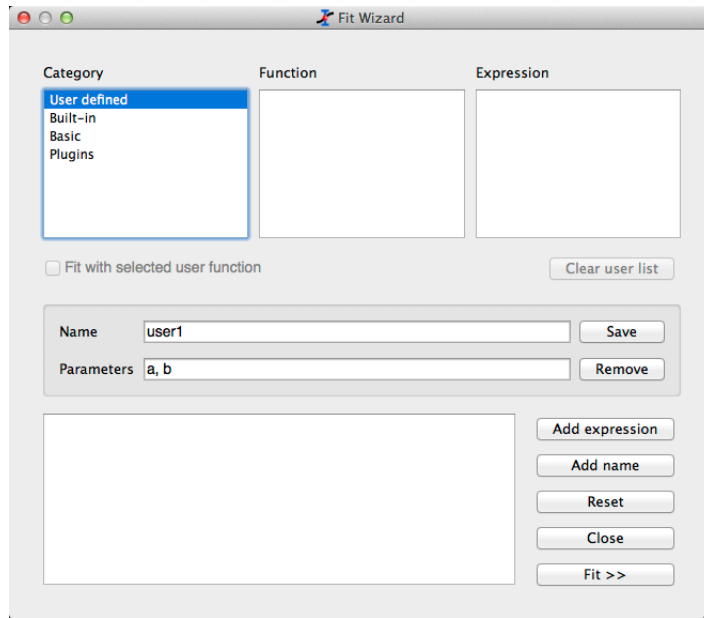 Fit Wizard
Category
Function
Expression
User defined
Built-in
Basic
Plugins
Fit with selected user function
Clear user list
Name
user1
Save
Parameters
a, b
Remove
Add expression
Add name
Reset
Close
Fit >>